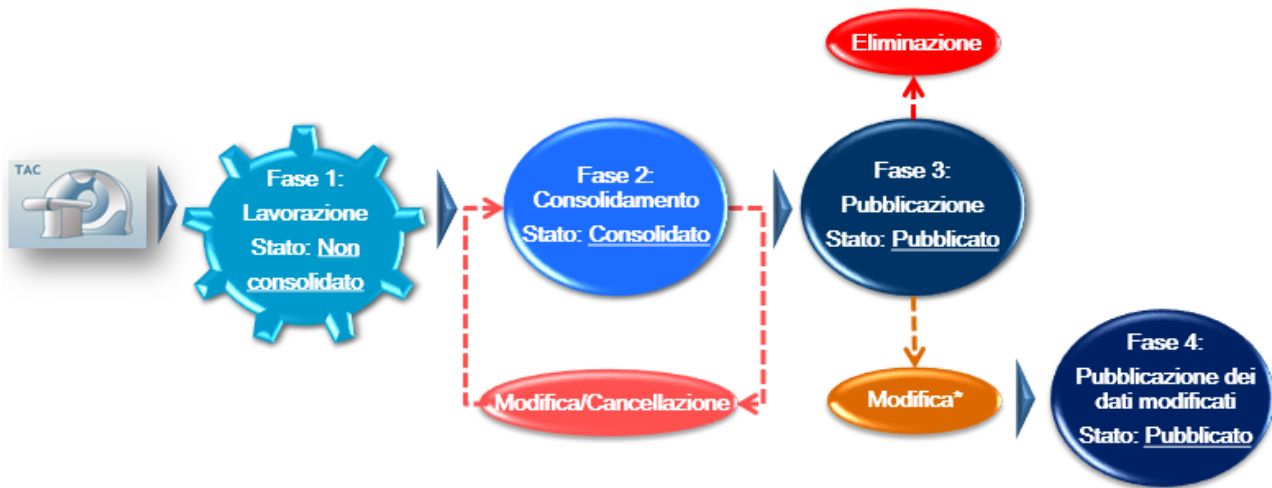 TAC
Fase 1:
Lavorazione
Stato: Non
consolidato
Fase 2:
Consolidamento
Stato: Consolidato
Modifica/Cancellazione
Eliminazione
Fase 3:
Pubblicazione
Stato: Pubblicato
Modifica*
Fase 4:
Pubblicazione dei
dati modificati
Stato: Pubblicato